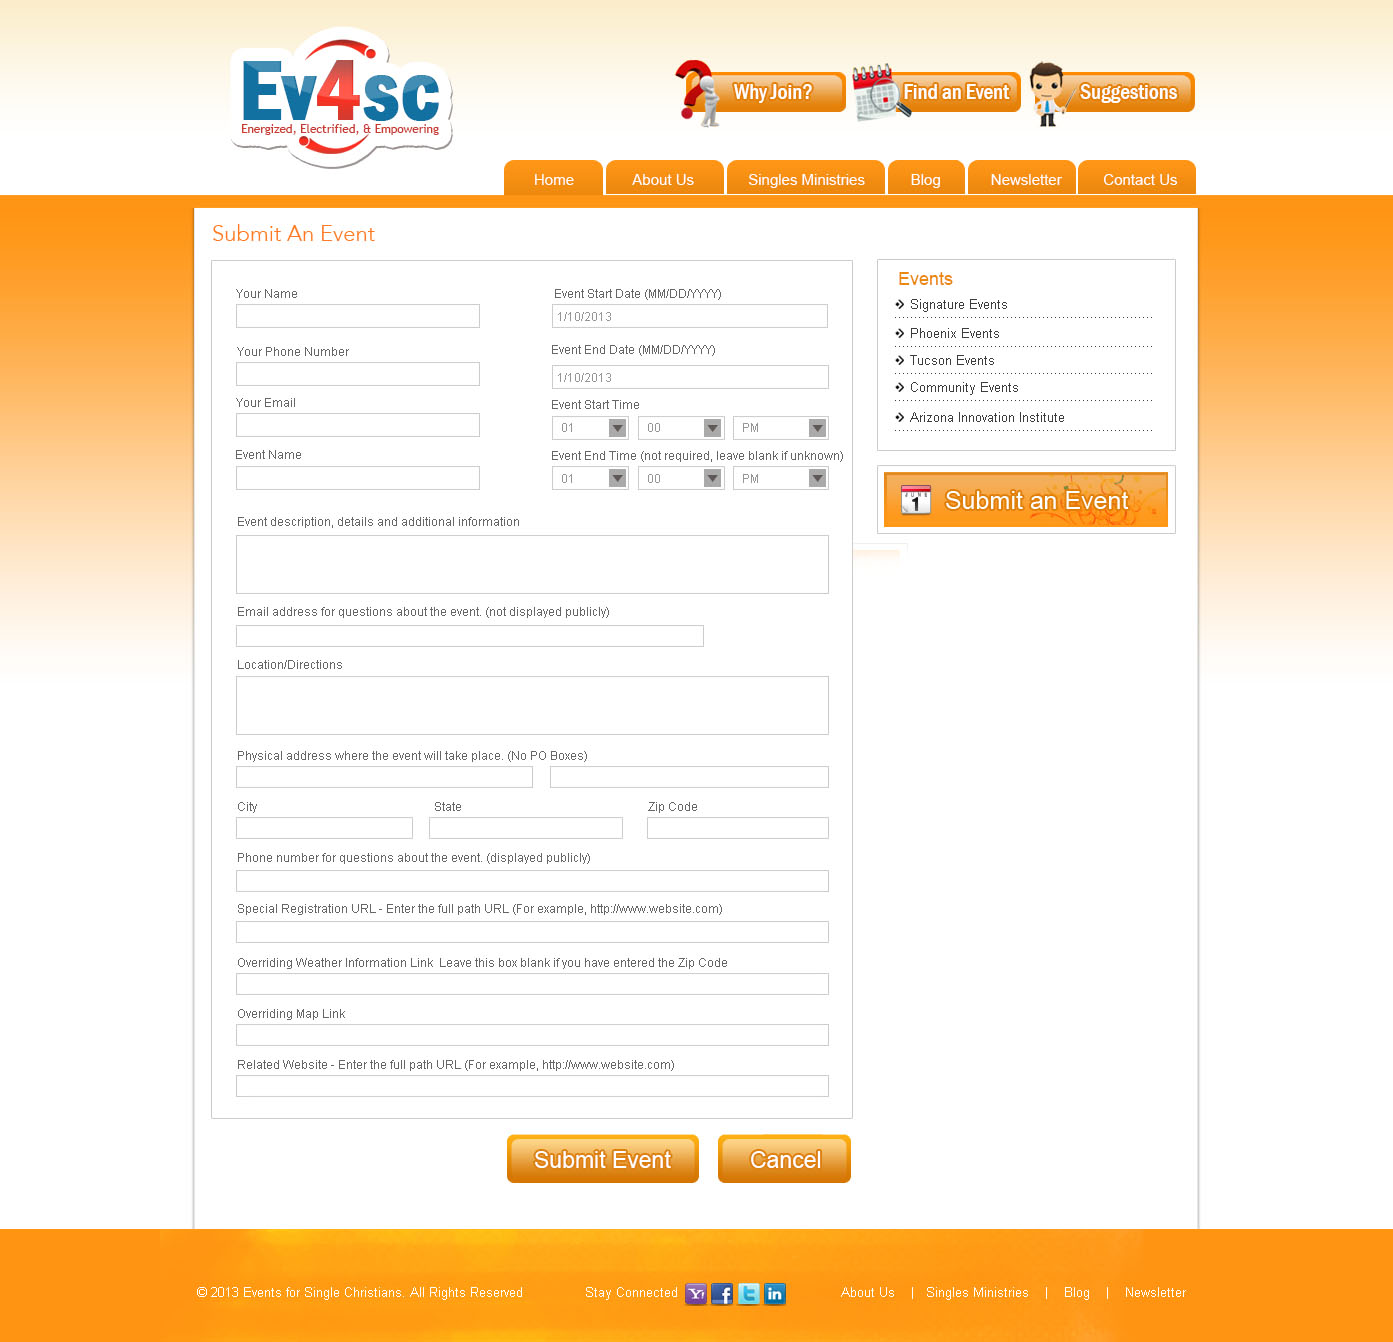 Ev4sc
Energized, Electrified, & Empowering
Why Join?
Find an Event
Suggestions
Home
About Us
Singles Ministries
Blog
Newsletter
Contact Us
Submit An Event
Your Name
Event Start Date (MM/DD/YYYY)
1/10/2013
Your Phone Number
Event End Date (MM/DD/YYYY)
1/10/2013
Your Email
Event Start Time
01
00
PM
Event Name
Event End Time (not required, leave blank if unknown)
01
00
PM
Event description, details and additional information
Email address for questions about the event. (not displayed publicly)
Location/Directions
Physical address where the event will take place. (No PO Boxes)
City
State
Zip Code
Phone number for questions about the event. (displayed publicly)
Special Registration URL - Enter the full path URL (For example, http://www.website.com)
Overriding Weather Information Link  Leave this box blank if you have entered the Zip Code
Overriding Map Link
Related Website - Enter the full path URL (For example, http://www.website.com)
Submit Event
Cancel
Events
Signature Events
Phoenix Events
Tucson Events
Community Events
Arizona Innovation Institute
JUNE
1
Submit an Event
© 2013 Events for Single Christians. All Rights Reserved
Stay Connected
Y!
f
t
in
About Us | Singles Ministries | Blog | Newsletter